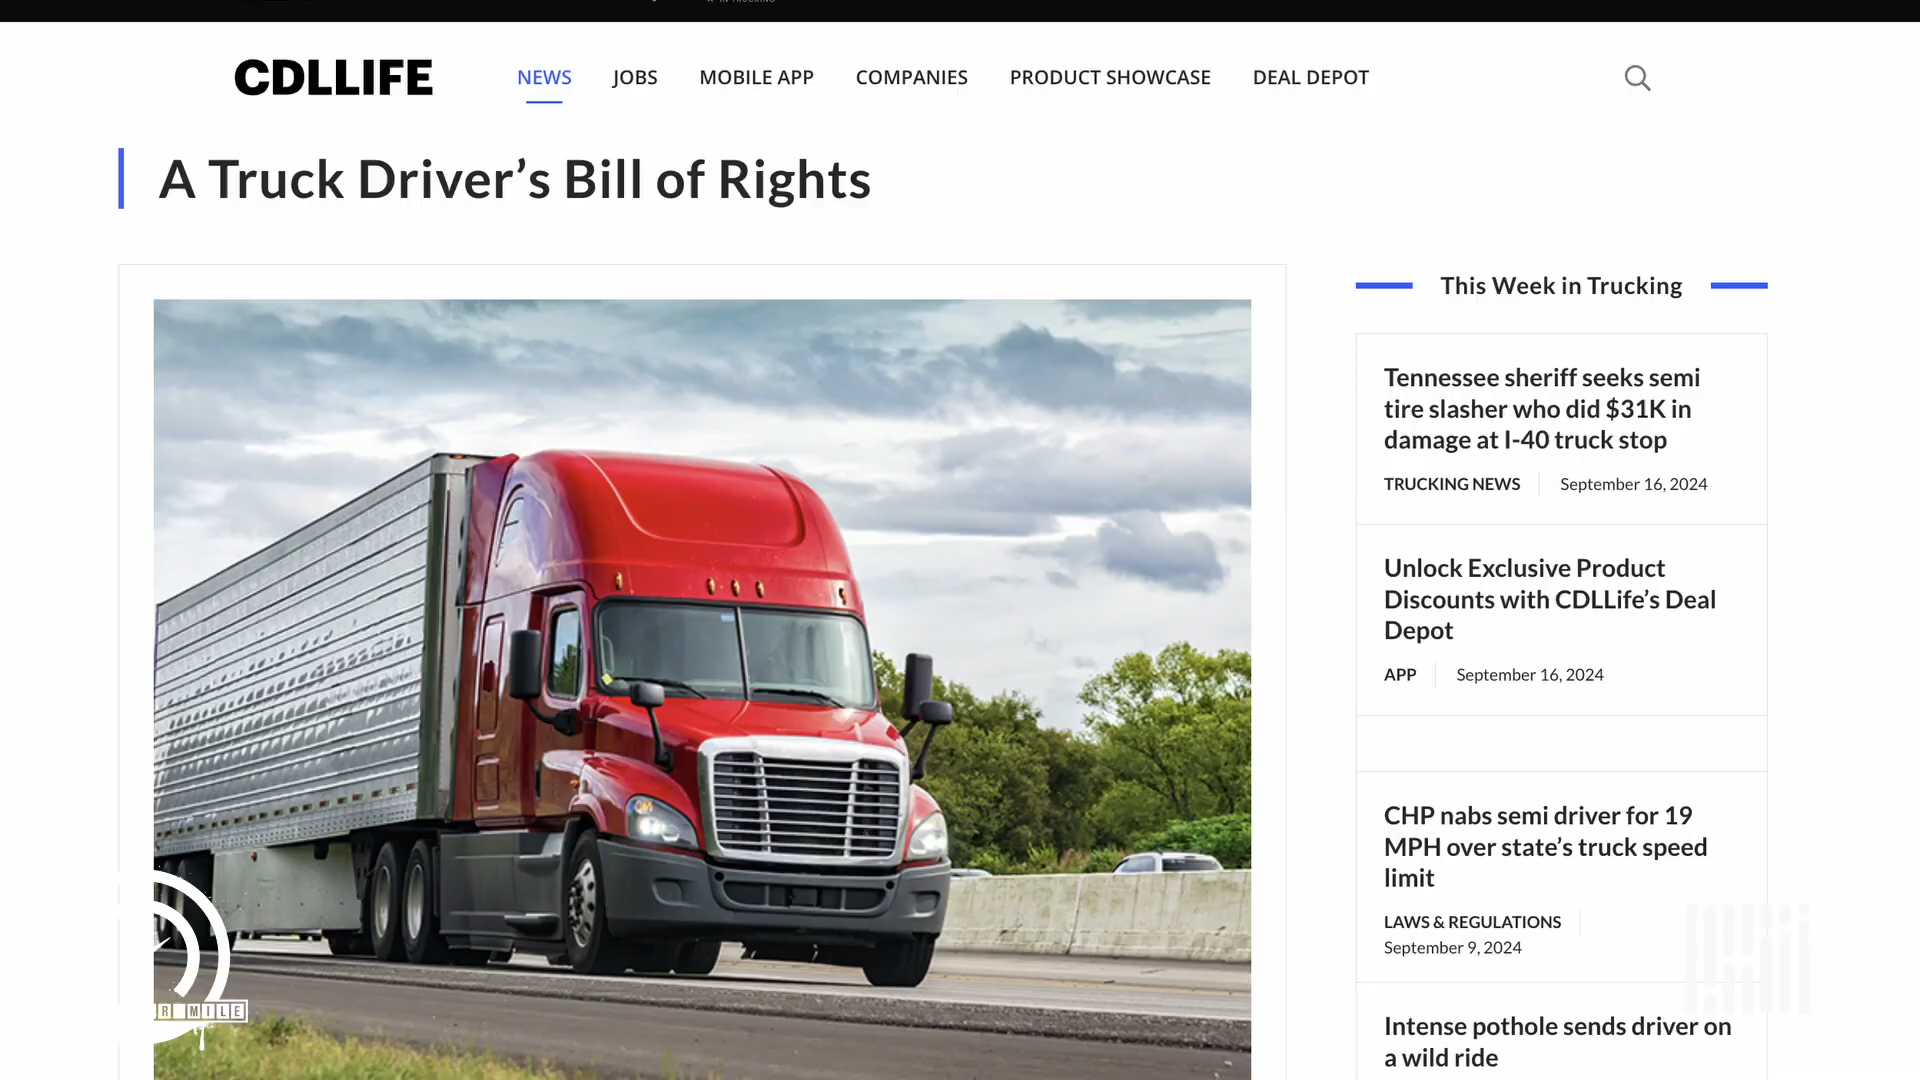 CDLLIFE
NEWS JOBS MOBILE APP COMPANIES PRODUCT SHOWCASE DEAL DEPOT
A Truck Driver’s Bill of Rights
This Week in Trucking
Tennessee sheriff seeks semi
tire slasher who did $31K in
damage at I-40 truck stop
TRUCKING NEWS September 16, 2024
Unlock Exclusive Product
Discounts with CDLLife’s Deal
Depot
APP September 16, 2024
CHP nabs semi driver for 19
MPH over state’s truck speed
limit
LAWS & REGULATIONS
September 9, 2024
Intense pothole sends driver on
a wild ride
R MILE